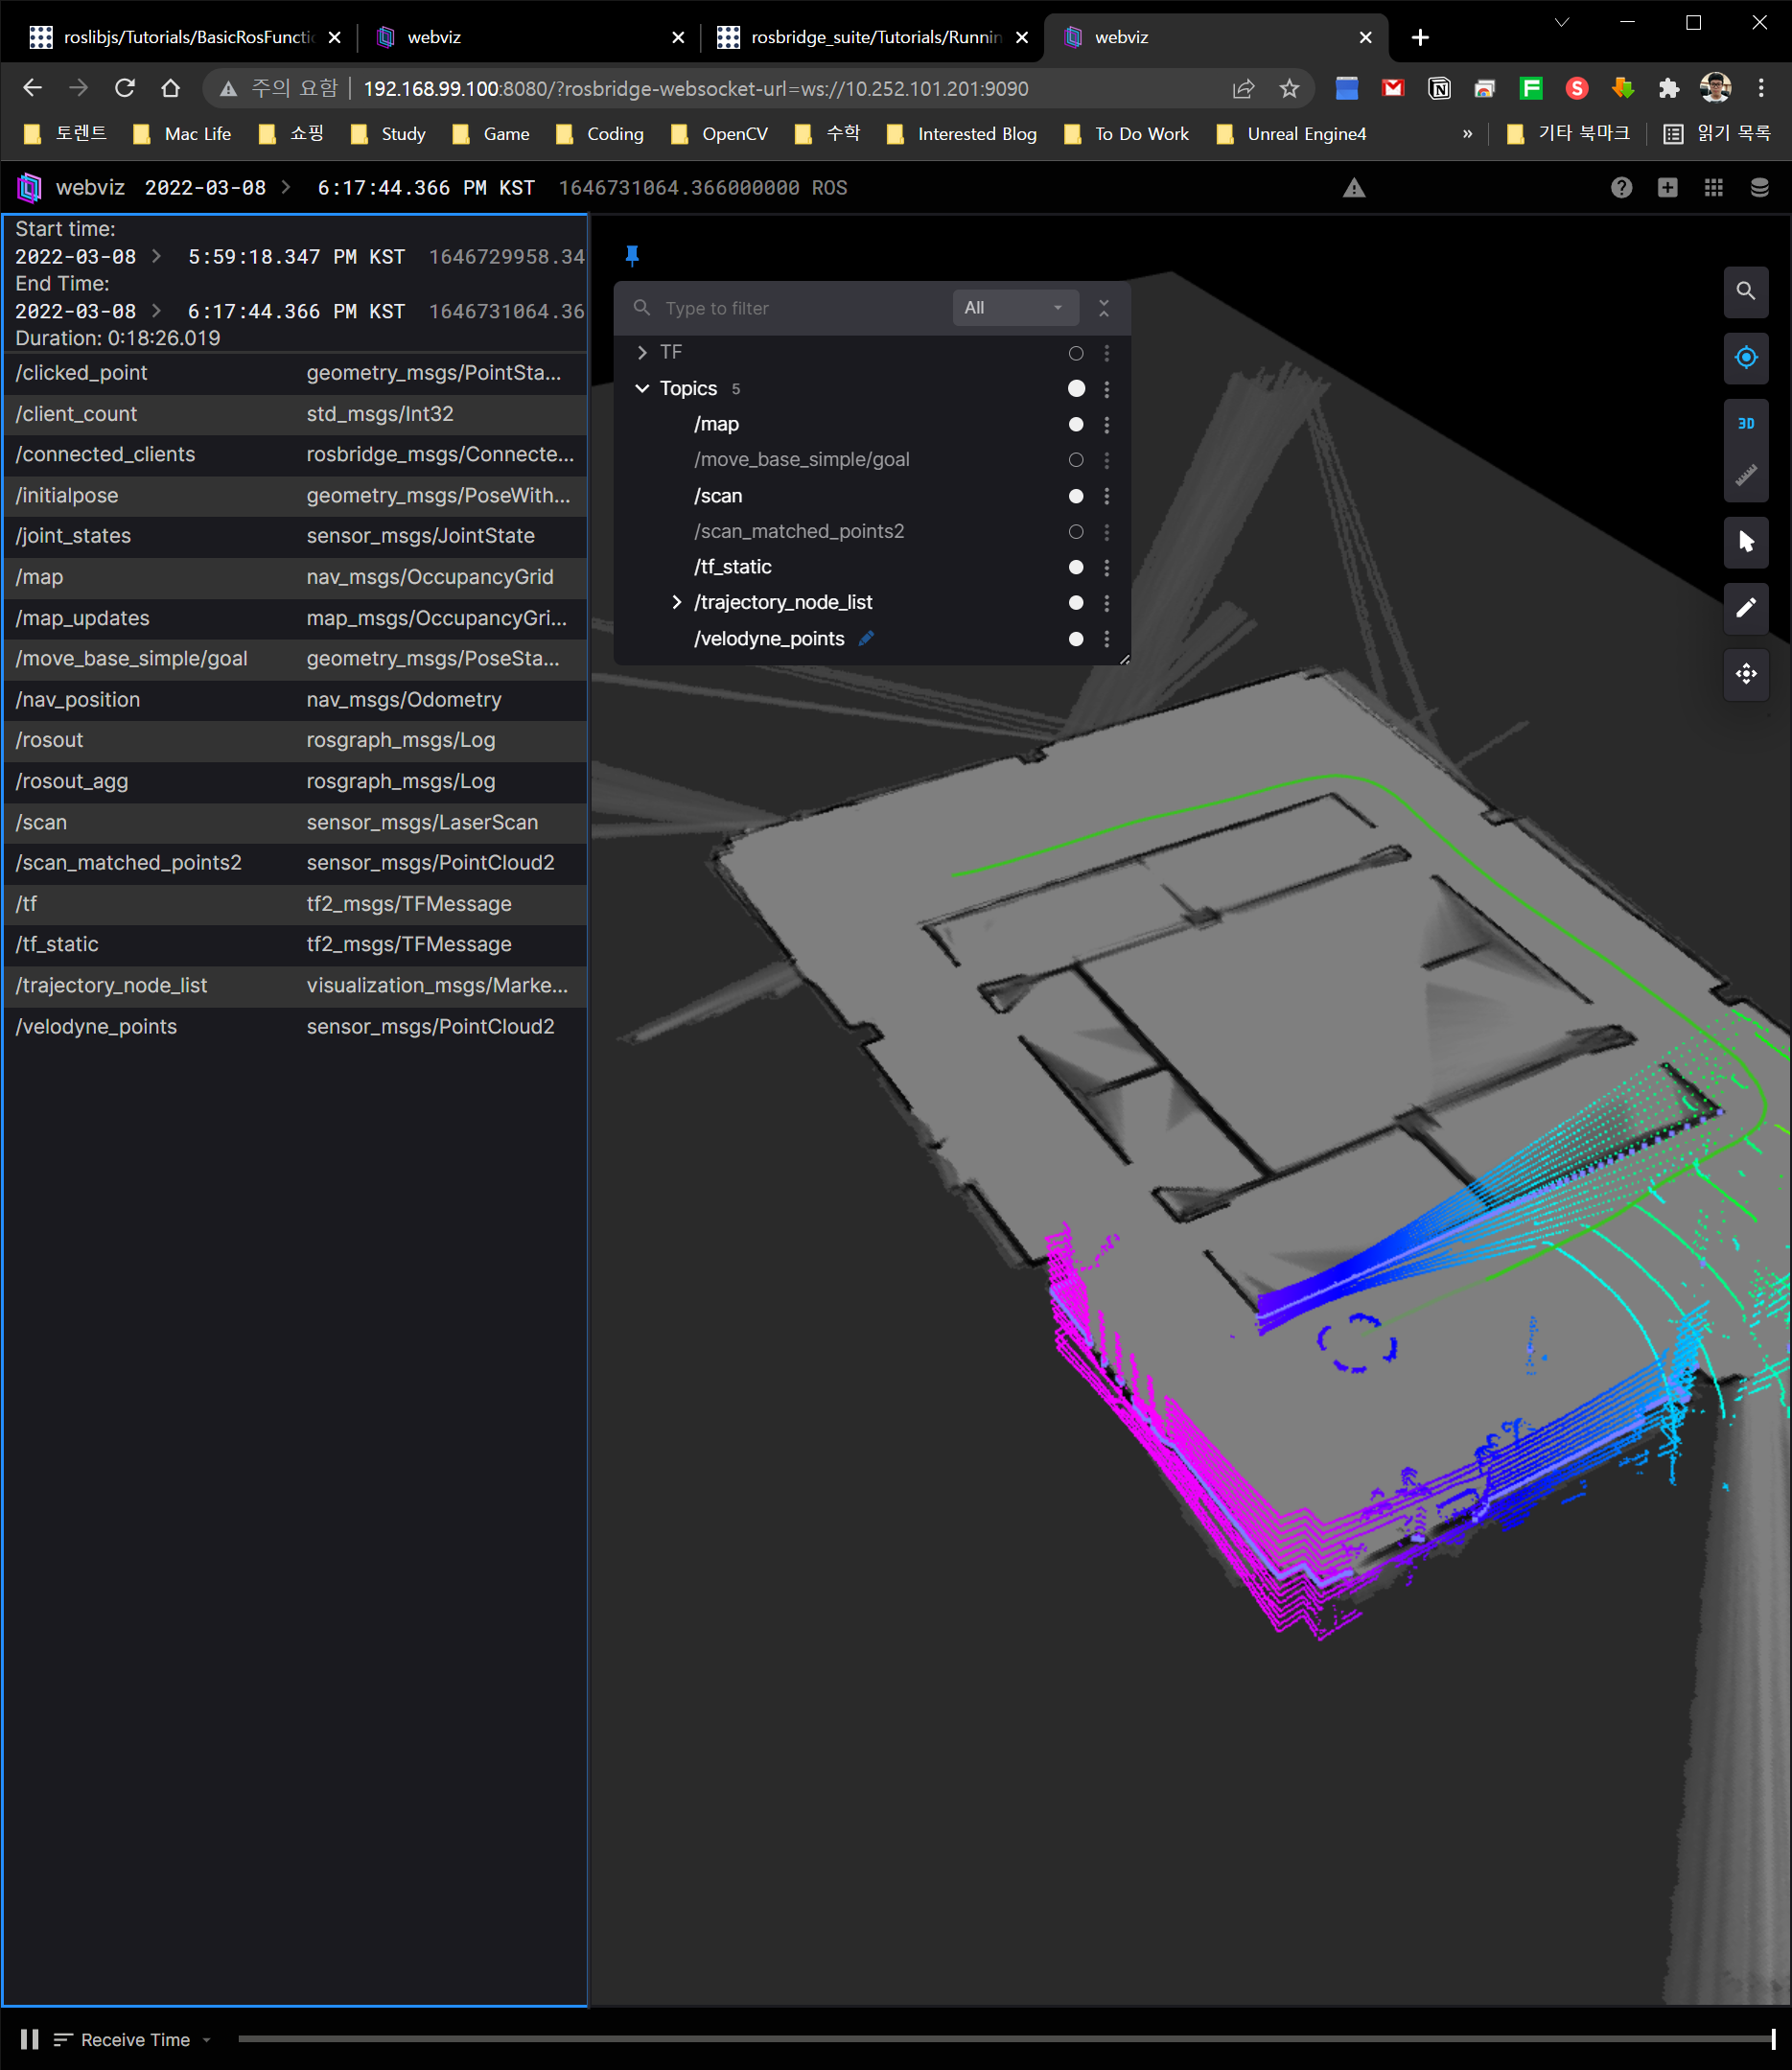 roslibjs/Tutorials/BasicRosFuncti
webviz
rosbridge_suite/Tutorials/Runnin
webviz
주의 요함
192.168.99.100:8080/?rosbridge-websocket-url=ws://10.252.101.201:9090
토렌트
Mac Life
쇼핑
Study
Game
Coding
OpenCV
수학
Interested Blog
To Do Work
Unreal Engine4
»
기타 북마크
읽기 목록
webviz 2022-03-08 6:17:44.366 PM KST 1646731064.366000000 ROS
Start time:
2022-03-08 5:59:18.347 PM KST 1646729958.34
End Time:
2022-03-08 6:17:44.366 PM KST 1646731064.36
Duration: 0:18:26.019
/clicked_point geometry_msgs/PointSta...
/client_count std_msgs/Int32
/connected_clients rosbridge_msgs/Connecte...
/initialpose geometry_msgs/PoseWith...
/joint_states sensor_msgs/JointState
/map nav_msgs/OccupancyGrid
/map_updates map_msgs/OccupancyGri...
/move_base_simple/goal geometry_msgs/PoseSta...
/nav_position nav_msgs/Odometry
/rosout rosgraph_msgs/Log
/rosout_agg rosgraph_msgs/Log
/scan sensor_msgs/LaserScan
/scan_matched_points2 sensor_msgs/PointCloud2
/tf tf2_msgs/TFMessage
/tf_static tf2_msgs/TFMessage
/trajectory_node_list visualization_msgs/Marke...
/velodyne_points sensor_msgs/PointCloud2
Type to filter
All
TF
Topics 5
/map
/move_base_simple/goal
/scan
/scan_matched_points2
/tf_static
/trajectory_node_list
/velodyne_points
3D
Receive Time